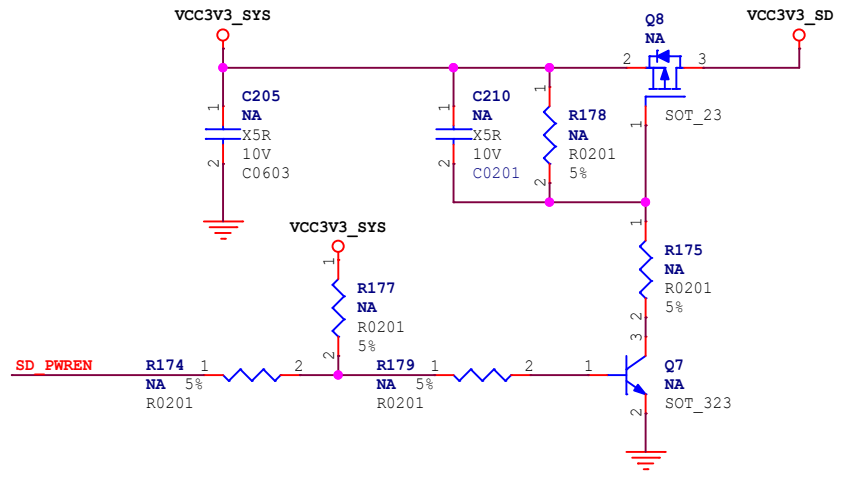 VCC3V3_SYS
VCC3V3_SD
Q8
NA
2
3
SOT_23
1
1
C205
NA
X5R
10V
C0603
2
1
C210
NA
X5R
10V
C0201
2
1
R178
NA
R0201
5%
2
VCC3V3_SYS
1
R177
NA
R0201
5%
2
1
R175
NA
R0201
5%
2
SD_PWREN
R174
1
2
NA
5%
R0201
R179
1
2
NA
5%
R0201
3
1
Q7
NA
SOT_323
2